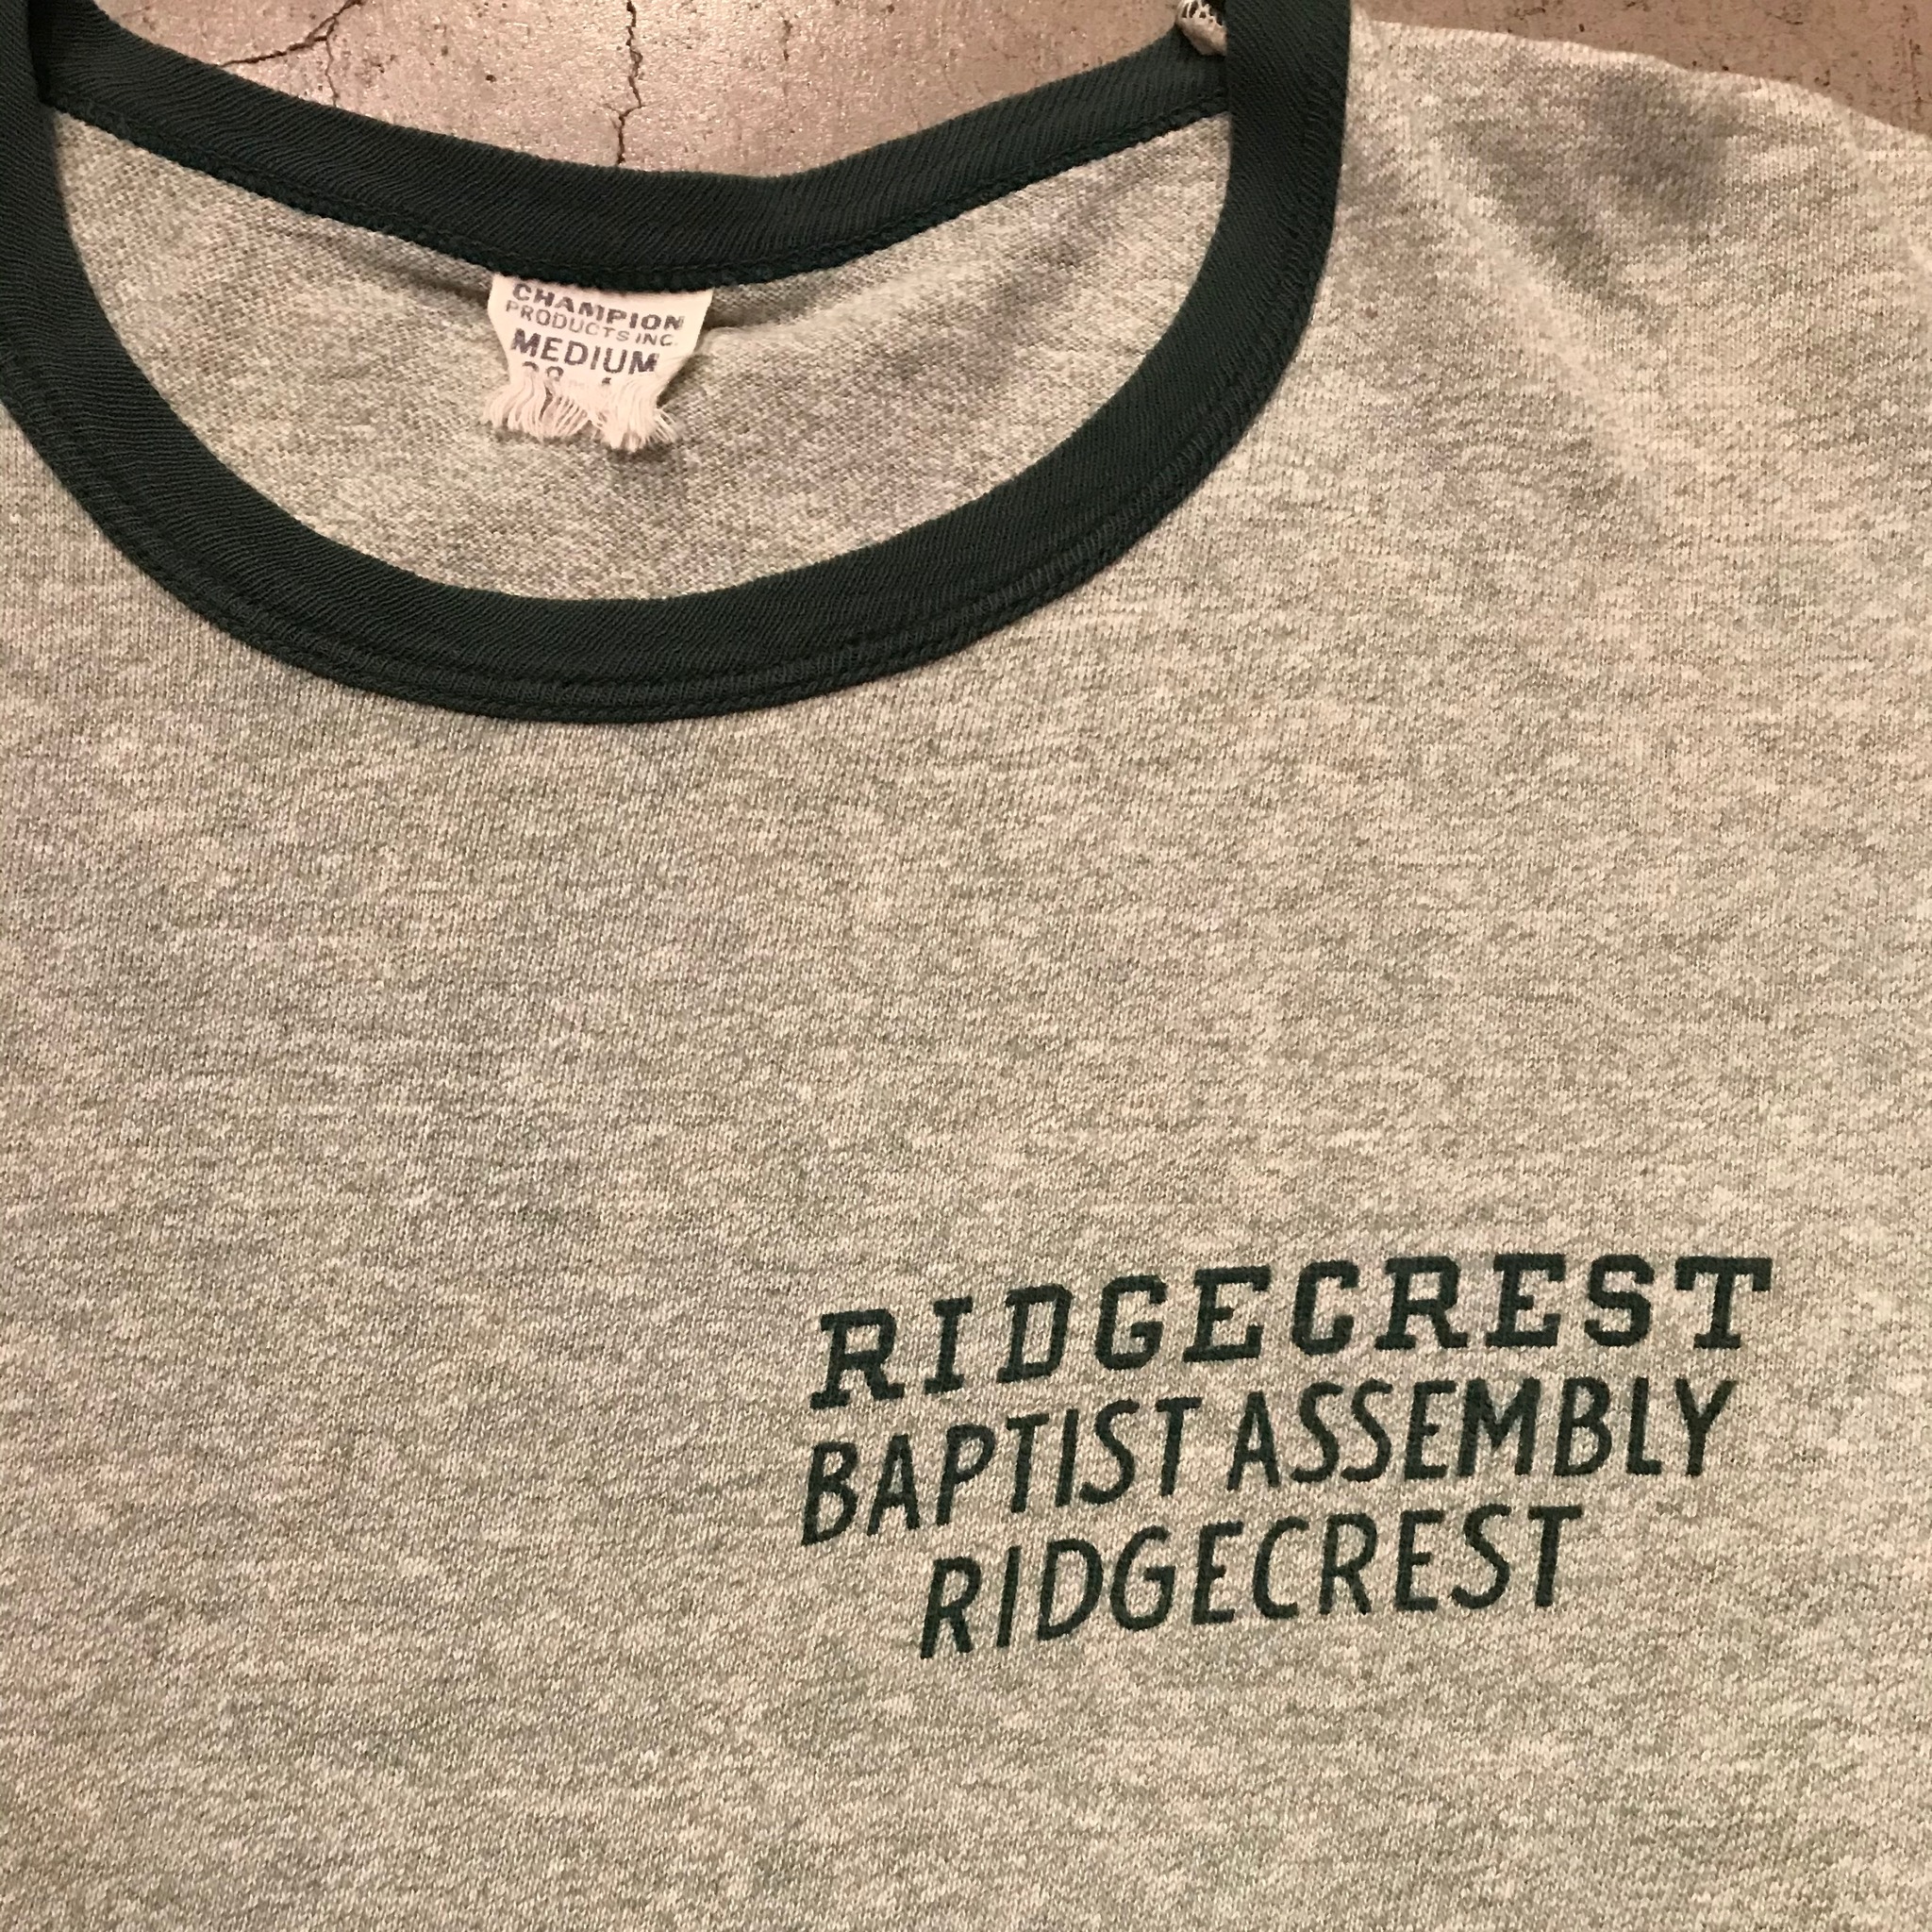 CHAMPION
PRODUCTS INC.
MEDIUM
RIDGECREST
BAPTIST ASSEMBLY
RIDGECREST